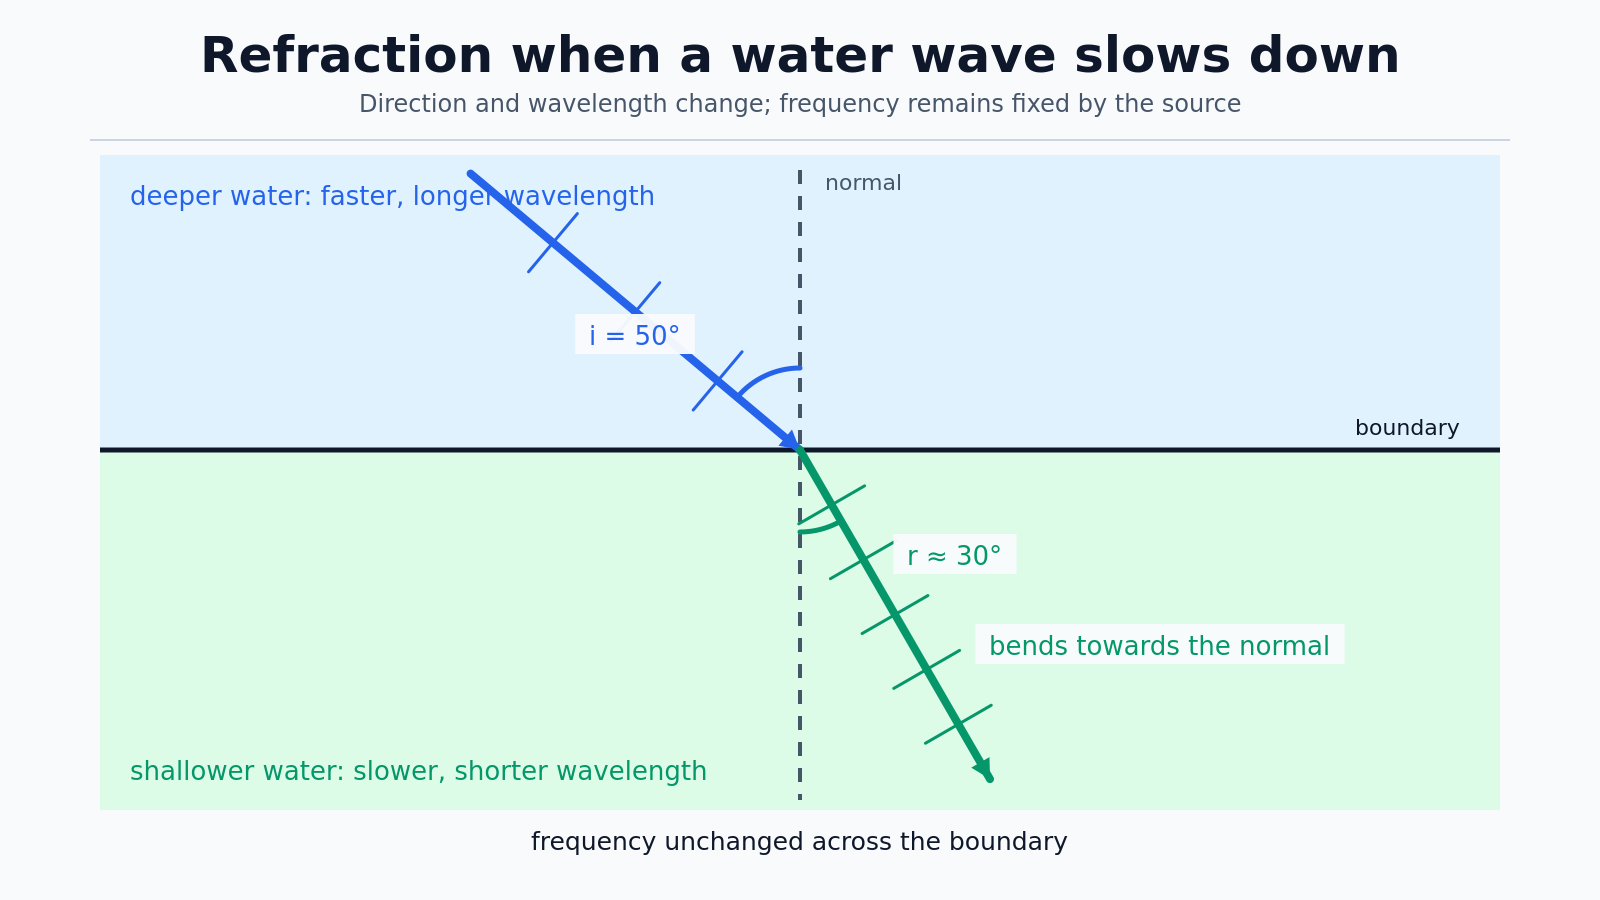 Refraction when a water wave slows down
Direction and wavelength change; frequency remains fixed by the source
deeper water: faster, longer wavelength
normal
i = 50°
boundary
r ≈ 30°
bends towards the normal
shallower water: slower, shorter wavelength
frequency unchanged across the boundary